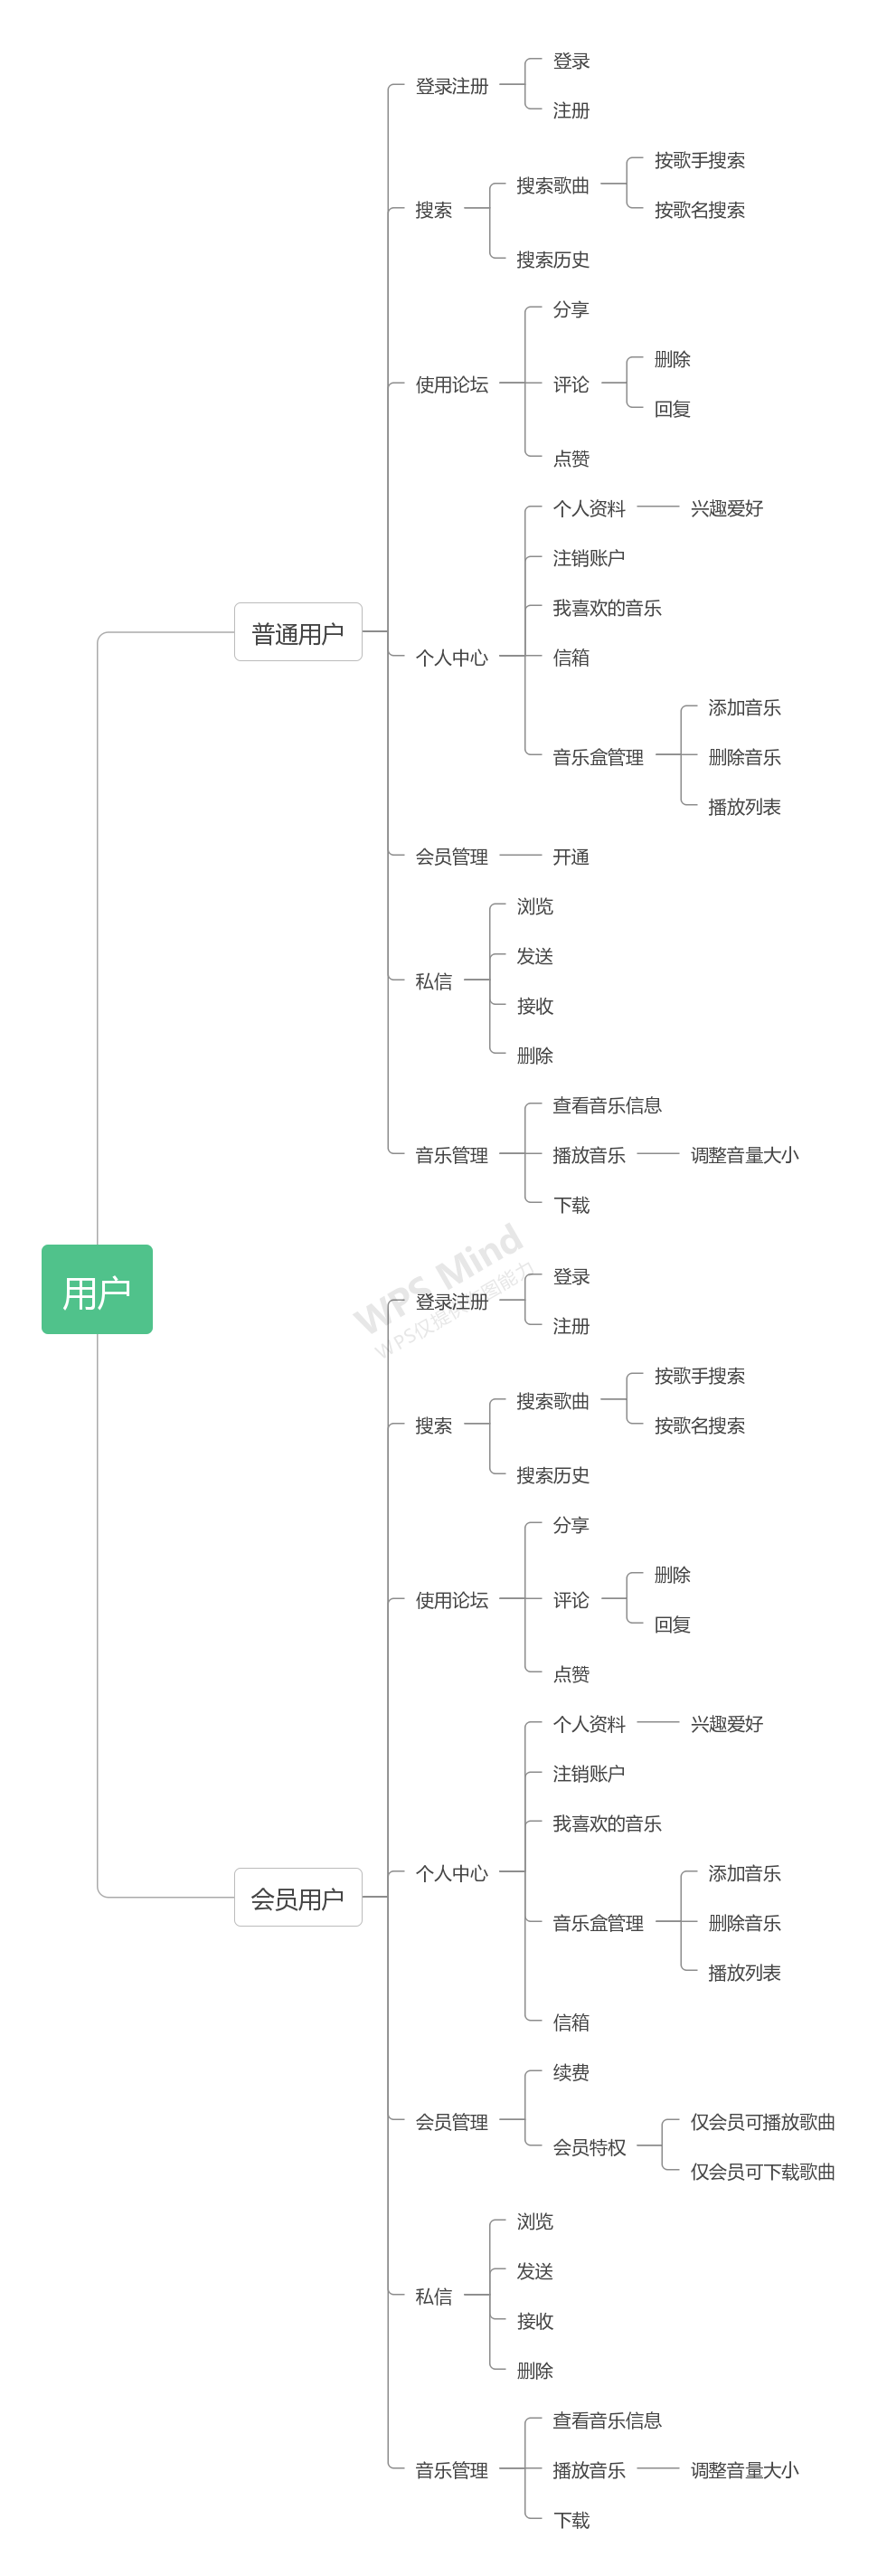 登录
登录注册
注册
按歌手搜索
搜索歌曲
搜索
按歌名搜索
搜索历史
分享
删除
使用论坛
评论
回复
点赞
个人资料
兴趣爱好
注销账户
我喜欢的音乐
普通用户
个人中心
信箱
添加音乐
音乐盒管理
删除音乐
播放列表
会员管理
开通
浏览
发送
私信
接收
删除
查看音乐信息
音乐管理
播放音乐
调整音量大小
下载
用户
WPS Mind
登录
登录注册
注册
按歌手搜索
搜索歌曲
搜索
按歌名搜索
搜索历史
分享
删除
使用论坛
评论
回复
点赞
个人资料
兴趣爱好
注销账户
我喜欢的音乐
会员用户
个人中心
添加音乐
音乐盒管理
删除音乐
播放列表
信箱
续费
会员管理
仅会员可播放歌曲
会员特权
仅会员可下载歌曲
浏览
发送
私信
接收
删除
查看音乐信息
音乐管理
播放音乐
调整音量大小
下载